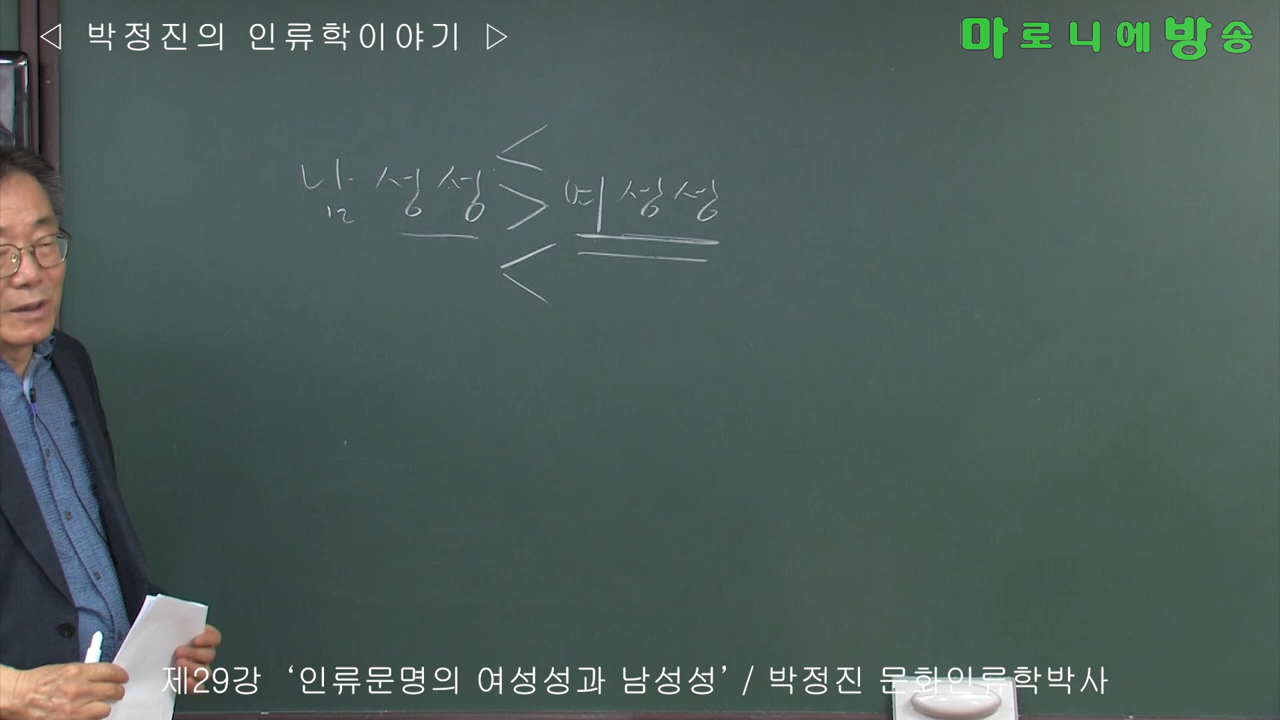 ◁ 박정진의 인류학이야기 ▷
마로니에방송
<
남성성 > 여성성
<
제29강 ‘인류문명의 여성성과 남성성’ / 박정진 문화인류학박사